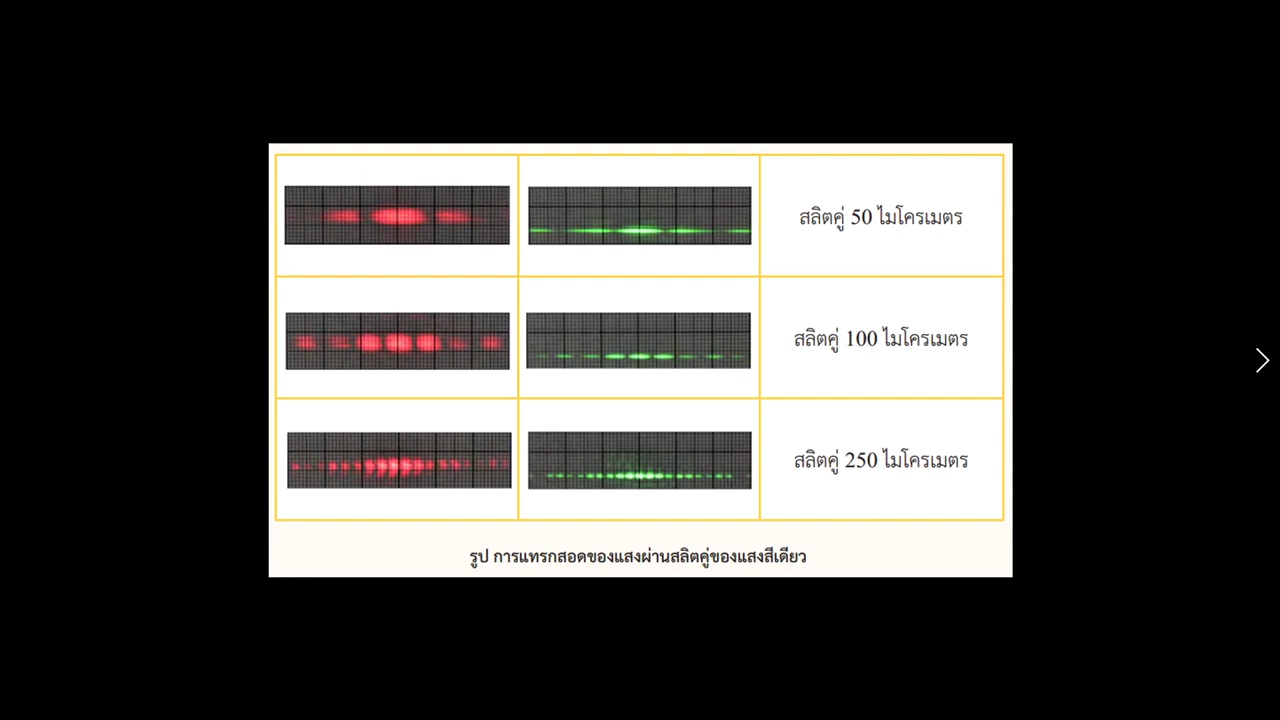 สลิตคู่ 50 ไมโครเมตร
สลิตคู่ 100 ไมโครเมตร
สลิตคู่ 250 ไมโครเมตร
รูป การแทรกสอดของแสงผ่านสลิตคู่ของแสงสีเดียว